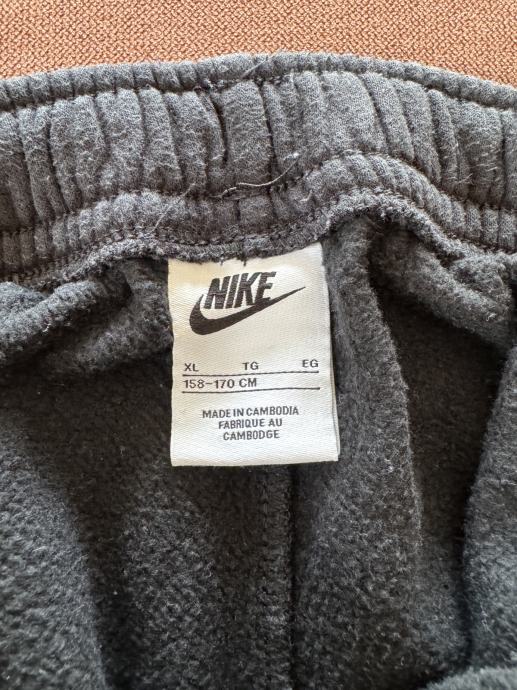 NIKE
XL TG EG
158-170 CM
MADE IN CAMBODIA
FABRIQUE AU
CAMBODGE